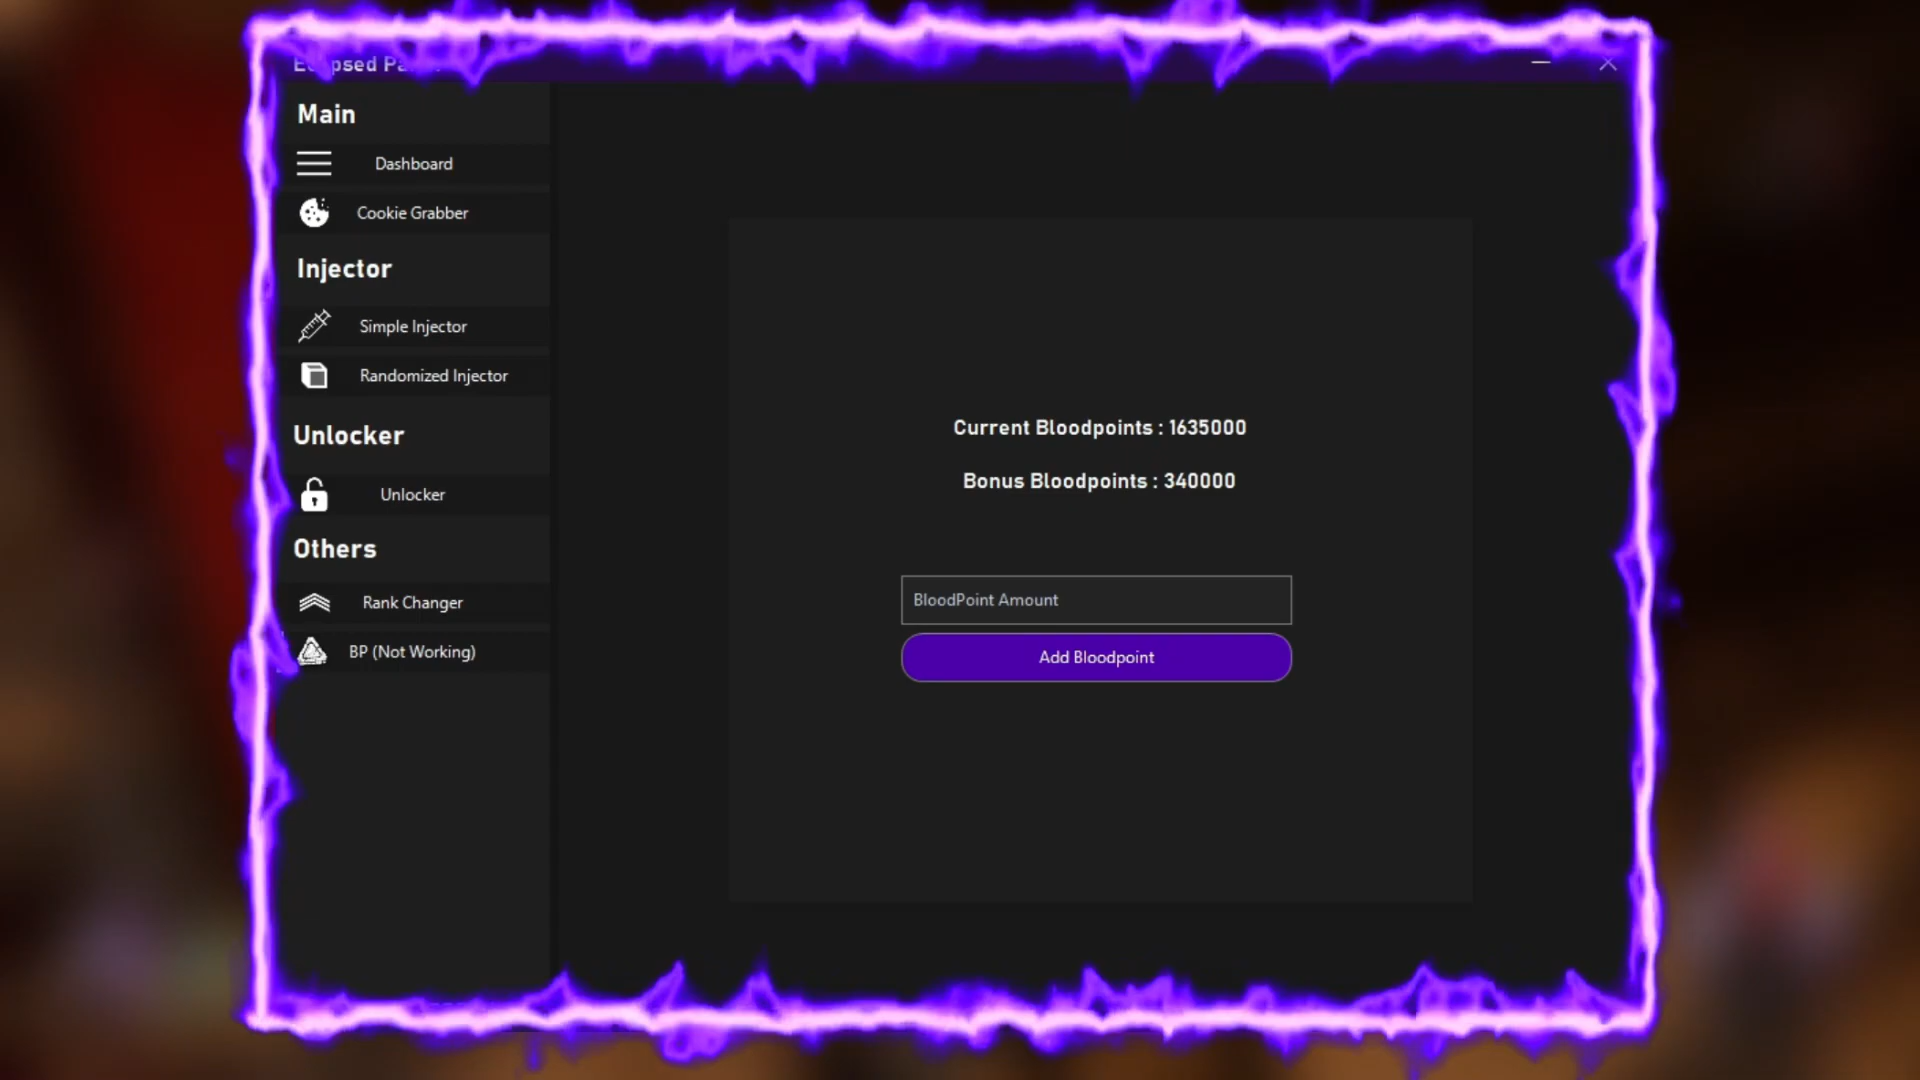 Main
Dashboard
Cookie Grabber
Injector
Simple Injector
Randomized Injector
Unlocker
Unlocker
Others
Rank Changer
BP (Not Working)
Current Bloodpoints : 1635000
Bonus Bloodpoints : 340000
BloodPoint Amount
Add Bloodpoint